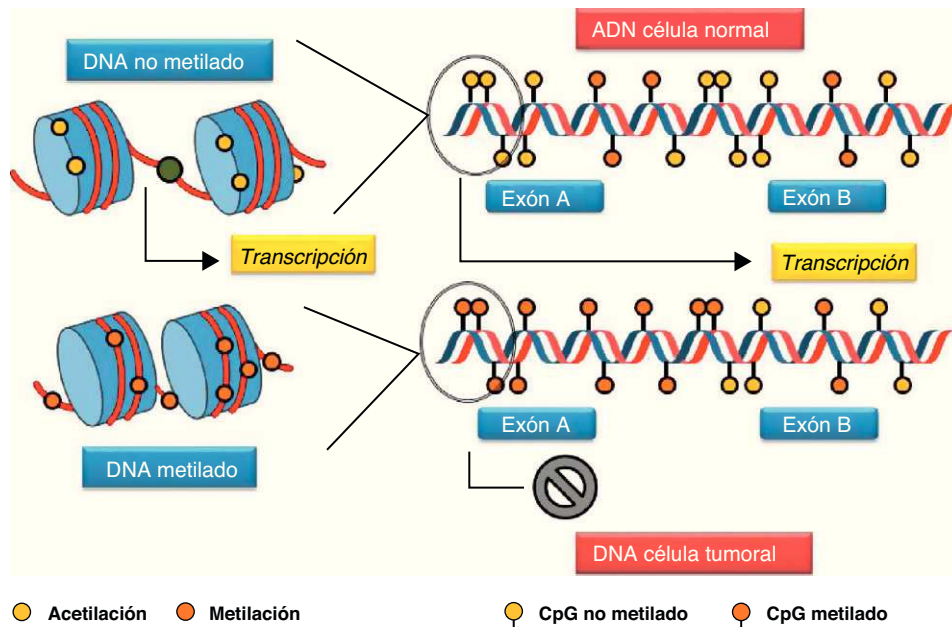 DNA no metilado
ADN célula normal
Exón A
Exón B
Transcripción
Transcripción
Exón A
Exón B
DNA metilado
DNA célula tumoral
Acetilación
Metilación
CpG no metilado
CpG metilado